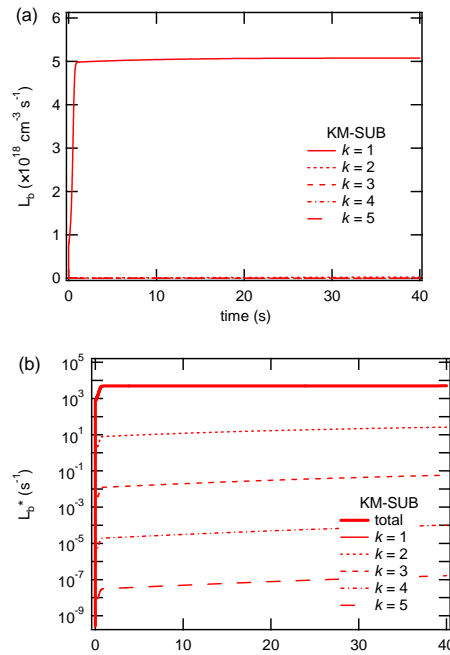 (a)
6
5
4
3
2
1
0
L_b (×10^18 cm^-3 s^-1)
KM-SUB
k = 1
k = 2
k = 3
k = 4
k = 5
0 10 20 30 40
time (s)
(b)
10^5
10^3
10^1
10^-1
10^-3
10^-5
10^-7
10^-9
L_b* (s^-1)
KM-SUB
total
k = 1
k = 2
k = 3
k = 4
k = 5
0 10 20 30 40